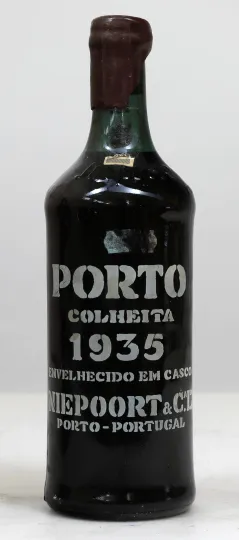 PORTO
COLHEITA
1935
ENVELHECIDO EM CASCO
NIEPOORT & C.ª L
PORTO-PORTUGAL